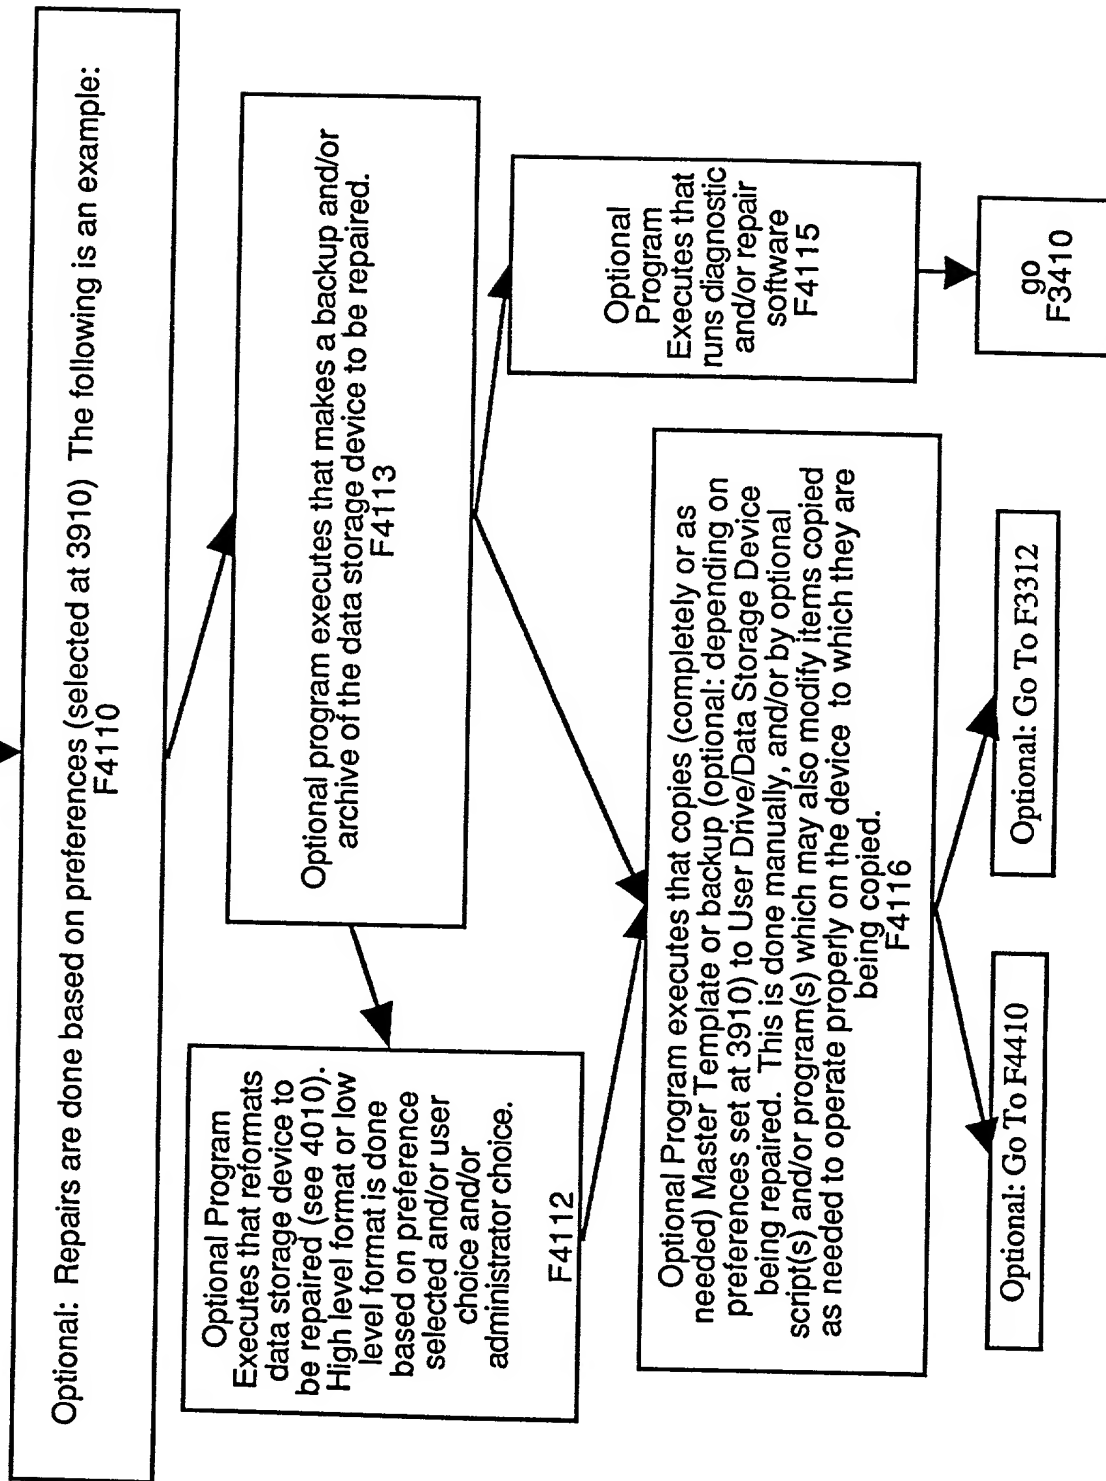 Optional: Repairs are done based on preferences (selected at 3910) The following is an example:
F4110
Optional program executes that makes a backup and/or
archive of the data storage device to be repaired.
F4113
Optional Program
Executes that reformats
data storage device to
be repaired (see 4010).
High level format or low
level format is done
based on preference
selected and/or user
choice and/or
administrator choice.
F4112
Optional
Program
Executes that
runs diagnostic
and/or repair
software
F4115
Optional Program executes that copies (completely or as
needed) Master Template or backup (optional: depending on
preferences set at 3910) to User Drive/Data Storage Device
being repaired. This is done manually, and/or by optional
script(s) and/or program(s) which may also modify items copied
as needed to operate properly on the device to which they are
being copied.
F4116
go
F3410
Optional: Go To F4410
Optional: Go To F3312